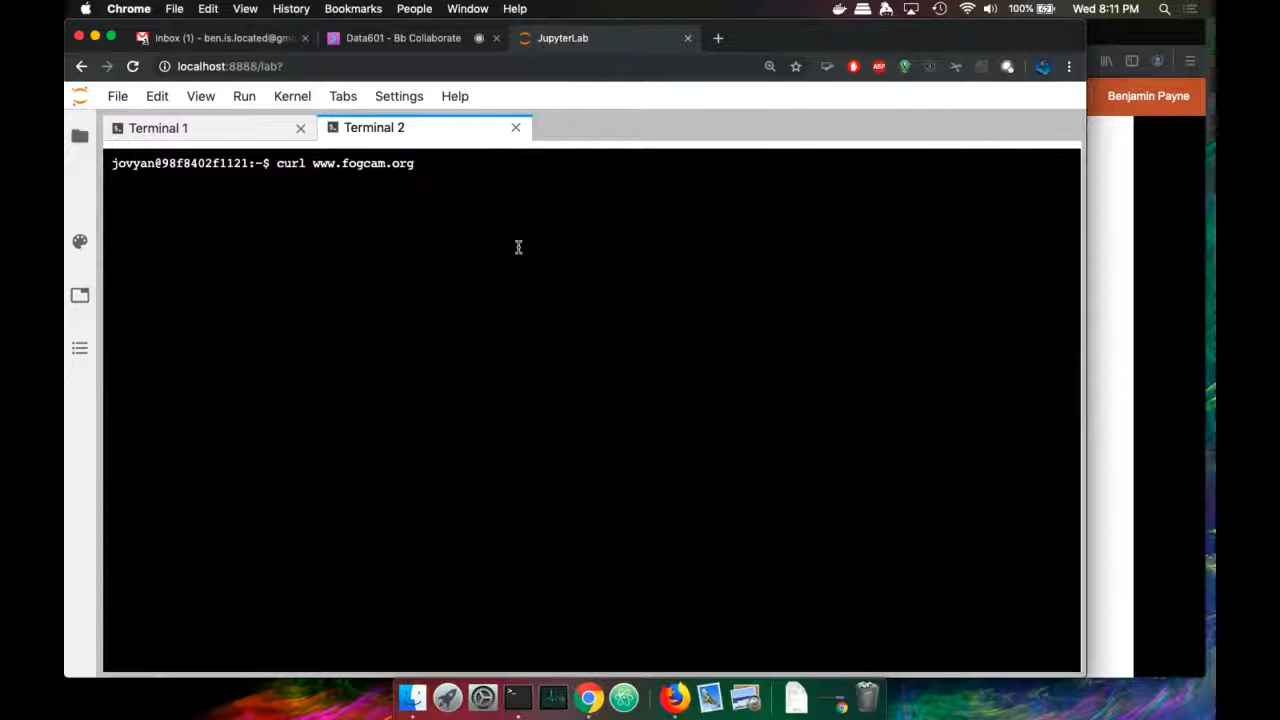 Chrome File Edit View History Bookmarks People Window Help 100% Wed 8:11 PM
Inbox (1) - ben.is.located@gm Data601 - Bb Collaborate JupyterLab
localhost:8888/lab?
ABP
File Edit View Run Kernel Tabs Settings Help
Benjamin Payne
Terminal 1 Terminal 2
jovyan@98f8402f1121:~$ curl www.fogcam.org